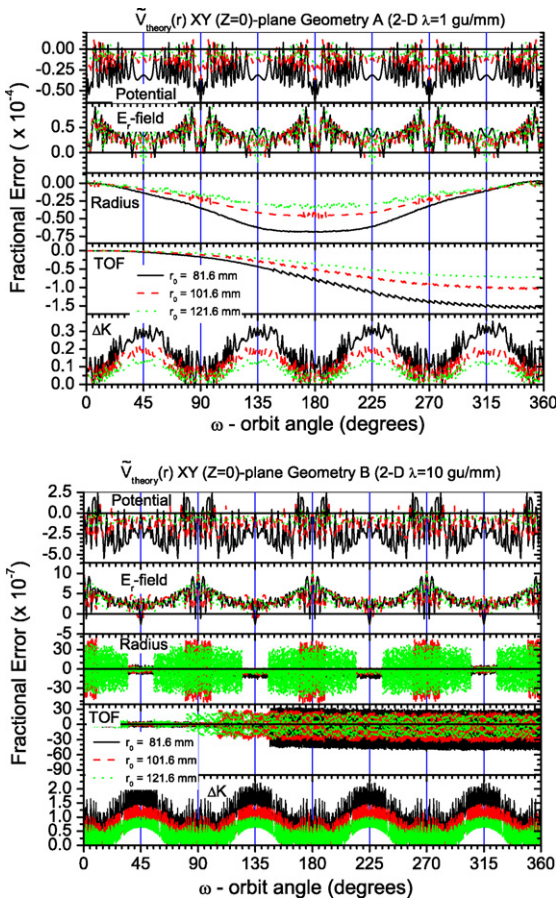 Ṽtheory(r) XY (Z=0)-plane Geometry A (2-D λ=1 gu/mm)
Fractional Error ( x 10-4)
0.00
-0.25
-0.50
Potential
Er-field
0.5
0.0
0.00
-0.25
-0.50
-0.75
Radius
0.0
-0.5
-1.0
-1.5
TOF
r0 = 81.6 mm
r0 = 101.6 mm
r0 = 121.6 mm
0.3
0.2
0.1
0.0
ΔK
0 45 90 135 180 225 270 315 360
ω - orbit angle (degrees)
Ṽtheory(r) XY (Z=0)-plane Geometry B (2-D λ=10 gu/mm)
Fractional Error (x 10-7)
2.5
0.0
-2.5
-5.0
Potential
10
5
0
-5
Er-field
30
0
-30
Radius
30
0
-30
-60
-90
TOF
r0 = 81.6 mm
r0 = 101.6 mm
r0 = 121.6 mm
2.0
1.5
1.0
0.5
0.0
ΔK
0 45 90 135 180 225 270 315 360
ω - orbit angle (degrees)